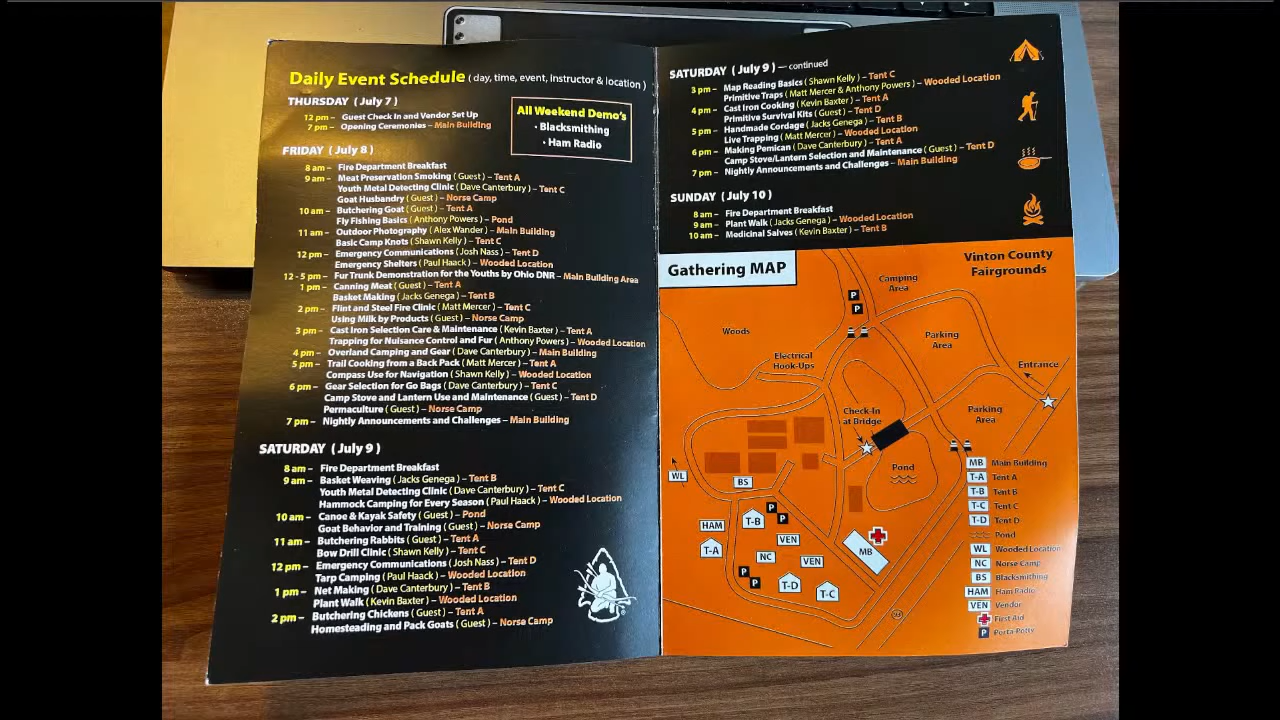 Daily Event Schedule ( day, time, event, instructor & location )
THURSDAY ( July 7 )
12 pm – Guest Check In and Vendor Set Up
7 pm – Opening Ceremonies – Main Building
All Weekend Demo's
· Blacksmithing
· Ham Radio
FRIDAY ( July 8 )
8 am – Fire Department Breakfast
9 am – Meat Preservation Smoking ( Guest ) – Tent A
Youth Metal Detecting Clinic ( Dave Canterbury ) – Tent C
Goat Husbandry ( Guest ) – Norse Camp
10 am – Butchering Goat ( Guest ) – Tent A
Fly Fishing Basics ( Anthony Powers ) – Pond
11 am – Outdoor Photography ( Alex Wander ) – Main Building
Basic Camp Knots ( Shawn Kelly ) – Tent C
12 pm – Emergency Communications ( Josh Nass ) – Tent D
Emergency Shelters ( Paul Haack ) – Wooded Location
12 - 5 pm – Fur Trunk Demonstration for the Youths by Ohio DNR – Main Building Area
1 pm – Canning Meat ( Guest ) – Tent A
Basket Making ( Jacks Genega ) – Tent B
2 pm – Flint and Steel Fire Clinic ( Matt Mercer ) – Tent C
Using Milk by Products ( Guest ) – Norse Camp
3 pm – Cast Iron Selection Care & Maintenance ( Kevin Baxter ) – Tent A
Trapping for Nuisance Control and Fur ( Anthony Powers ) – Wooded Location
4 pm – Overland Camping and Gear ( Dave Canterbury ) – Main Building
5 pm – Trail Cooking from a Back Pack ( Matt Mercer ) – Tent A
Compass Use for Navigation ( Shawn Kelly ) – Wooded Location
6 pm – Gear Selection for Go Bags ( Dave Canterbury ) – Tent C
Camp Stove and Lantern Use and Maintenance ( Guest ) – Tent D
Permaculture ( Guest ) – Norse Camp
7 pm – Nightly Announcements and Challenges – Main Building
SATURDAY ( July 9 )
8 am – Fire Department Breakfast
9 am – Basket Weaving ( Jacks Genega ) – Tent B
Youth Metal Detecting Clinic ( Dave Canterbury ) – Tent C
Hammock Camping for Every Season ( Paul Haack ) – Wooded Location
10 am – Canoe & Kayak Safety ( Guest ) – Pond
Goat Behavior and Training ( Guest ) – Norse Camp
11 am – Butchering Rabbits ( Guest ) – Tent A
Bow Drill Clinic ( Shawn Kelly ) – Tent C
12 pm – Emergency Communications ( Josh Nass ) – Tent D
Tarp Camping ( Paul Haack ) – Wooded Location
1 pm – Net Making ( Dave Canterbury ) – Tent B
Plant Walk ( Kevin Baxter ) – Wooded Location
2 pm – Butchering Chickens ( Guest ) – Tent A
Homesteading and Pack Goats ( Guest ) – Norse Camp
SATURDAY ( July 9 ) — continued
3 pm – Map Reading Basics ( Shawn Kelly ) – Tent C
Primitive Traps ( Matt Mercer & Anthony Powers ) – Wooded Location
4 pm – Cast Iron Cooking ( Kevin Baxter ) – Tent A
Primitive Survival Kits ( Guest ) – Tent D
5 pm – Handmade Cordage ( Jacks Genega ) – Tent B
Live Trapping ( Matt Mercer ) – Wooded Location
6 pm – Making Pemican ( Dave Canterbury ) – Tent A
Camp Stove/Lantern Selection and Maintenance ( Guest ) – Tent D
7 pm – Nightly Announcements and Challenges – Main Building
SUNDAY ( July 10 )
8 am – Fire Department Breakfast
9 am – Plant Walk ( Jacks Genega ) – Wooded Location
10 am – Medicinal Salves ( Kevin Baxter ) – Tent B
Gathering MAP
Vinton County
Fairgrounds
Camping
Area
P
P
Woods
Parking
Area
Electrical
Hook-Ups
Entrance
Check-In
at Bridge
Parking
Area
Pond
WL
BS
HAM
T-B
P
P
T-A
VEN
NC
VEN
MB
P
P
T-D
T-C
93
MB Main Building
T-A Tent A
T-B Tent B
T-C Tent C
T-D Tent D
Pond
WL Wooded Location
NC Norse Camp
BS Blacksmithing
HAM Ham Radio
VEN Vendor
First Aid
P Porta-Potty